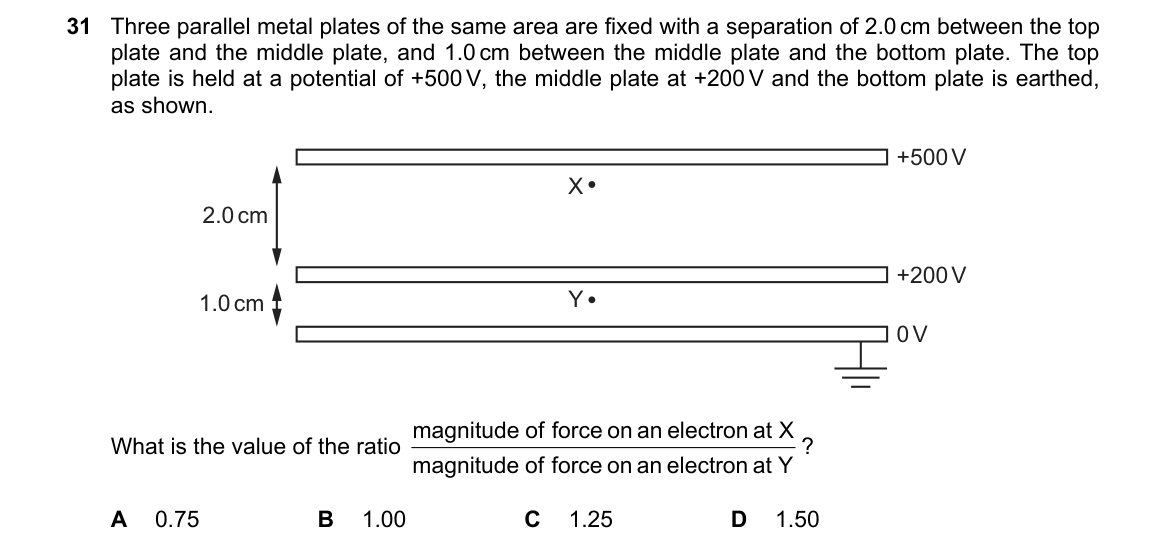 31 Three parallel metal plates of the same area are fixed with a separation of 2.0 cm between the top
plate and the middle plate, and 1.0 cm between the middle plate and the bottom plate. The top
plate is held at a potential of +500 V, the middle plate at +200 V and the bottom plate is earthed,
as shown.
+500 V
X
2.0 cm
+200 V
1.0 cm
Y
0 V
magnitude of force on an electron at X
What is the value of the ratio ?
magnitude of force on an electron at Y
A 0.75 B 1.00 C 1.25 D 1.50